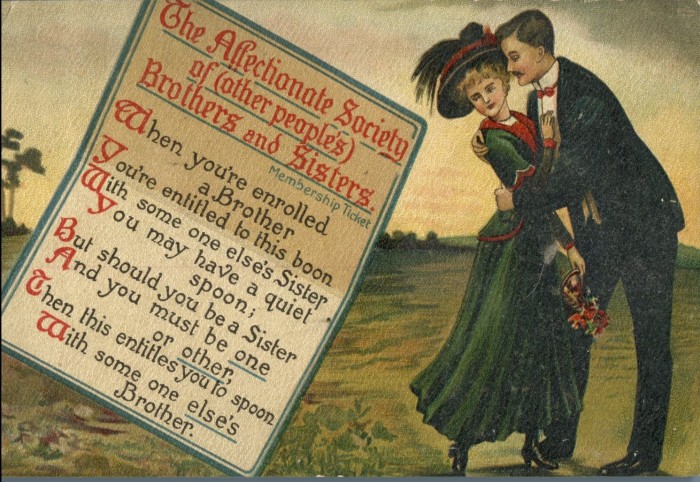 The Affectionate Society
of (other people's)
Brothers and Sisters.
Membership Ticket
When you're enrolled
a Brother
You're entitled to this boon
With some one else's Sister
You may have a quiet
spoon;
But should you be a Sister
And you must be one
or other,
Then this entitles you to spoon
With some one else's
Brother.